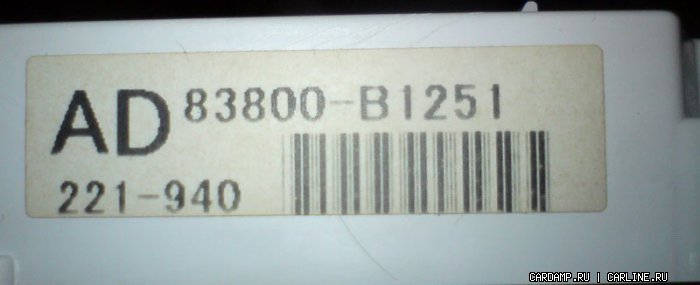 AD 83800-B1251
221-940
CARDAMP.RU | CARLINE.RU